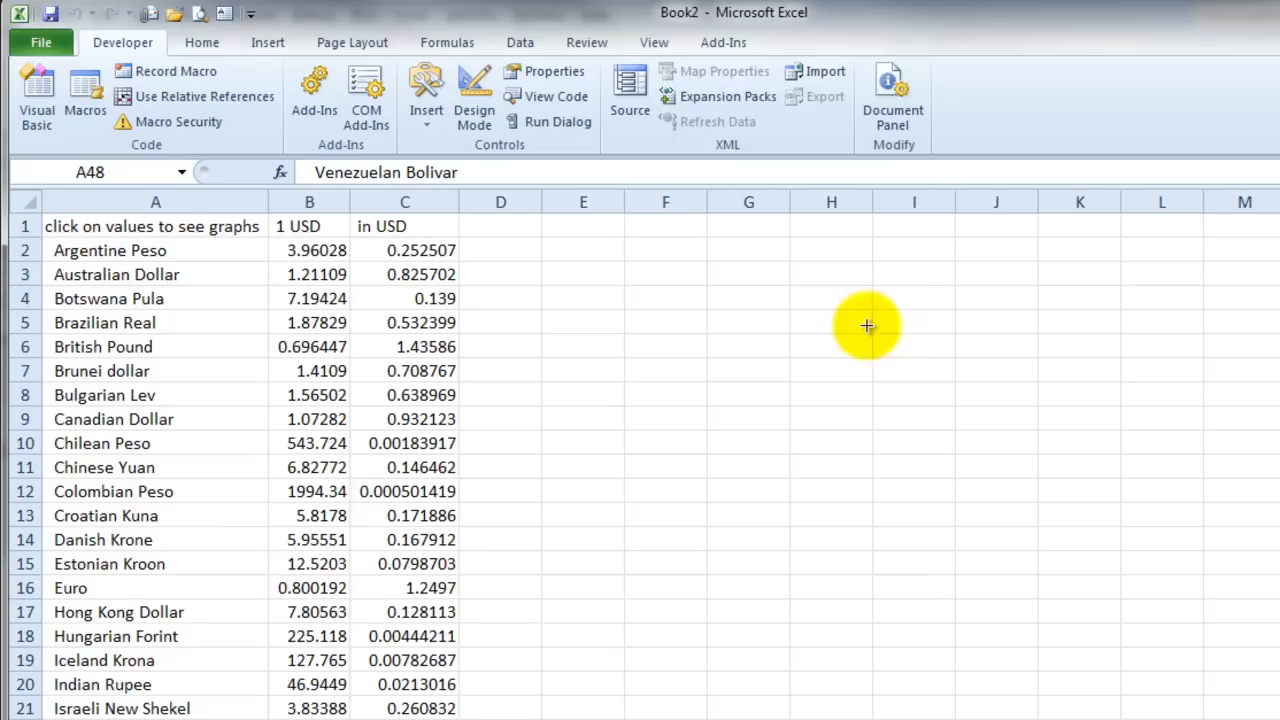 Book2 - Microsoft Excel
File Developer Home Insert Page Layout Formulas Data Review View Add-Ins
Visual Basic
Macros
Record Macro
Use Relative References
Macro Security
Code
Add-Ins
COM Add-Ins
Add-Ins
Insert
Design Mode
Properties
View Code
Run Dialog
Controls
Source
Map Properties
Expansion Packs
Refresh Data
Import
Export
XML
Document Panel
Modify
A48 fx Venezuelan Bolivar
A B C D E F G H I J K L M
1 click on values to see graphs 1 USD in USD
2 Argentine Peso 3.96028 0.252507
3 Australian Dollar 1.21109 0.825702
4 Botswana Pula 7.19424 0.139
5 Brazilian Real 1.87829 0.532399
6 British Pound 0.696447 1.43586
7 Brunei dollar 1.4109 0.708767
8 Bulgarian Lev 1.56502 0.638969
9 Canadian Dollar 1.07282 0.932123
10 Chilean Peso 543.724 0.00183917
11 Chinese Yuan 6.82772 0.146462
12 Colombian Peso 1994.34 0.000501419
13 Croatian Kuna 5.8178 0.171886
14 Danish Krone 5.95551 0.167912
15 Estonian Kroon 12.5203 0.0798703
16 Euro 0.800192 1.2497
17 Hong Kong Dollar 7.80563 0.128113
18 Hungarian Forint 225.118 0.00444211
19 Iceland Krona 127.765 0.00782687
20 Indian Rupee 46.9449 0.0213016
21 Israeli New Shekel 3.83388 0.260832